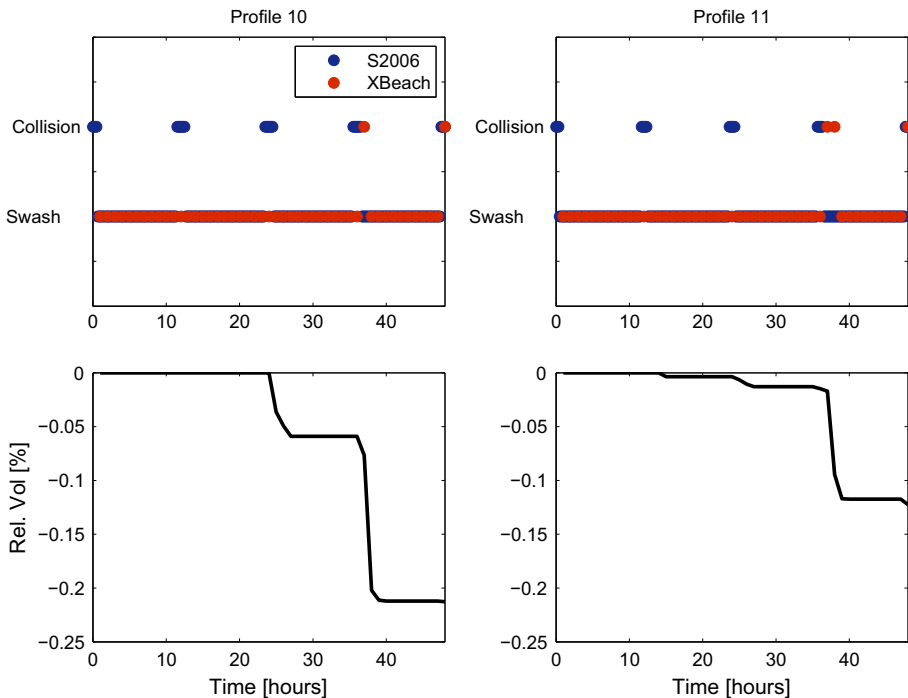 Profile 10
Profile 11
S2006
XBeach
Collision
Swash
0
10
20
30
40
Collision
Swash
0
10
20
30
40
0
−0.05
−0.1
−0.15
−0.2
−0.25
Rel. Vol [%]
0
10
20
30
40
Time [hours]
0
−0.05
−0.1
−0.15
−0.2
−0.25
0
10
20
30
40
Time [hours]